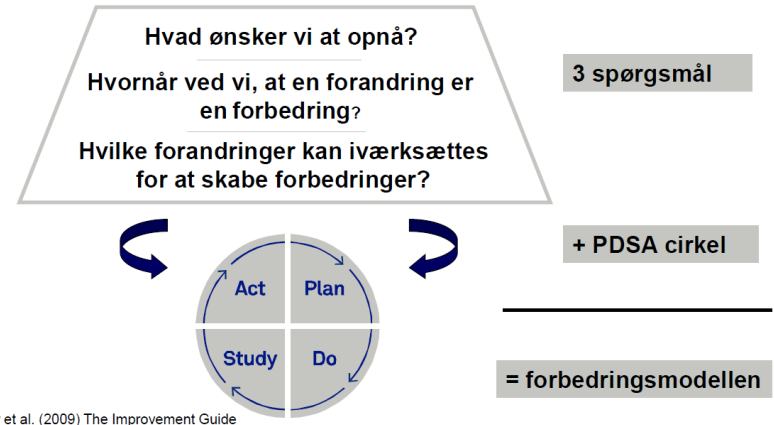 Hvad ønsker vi at opnå?
Hvornår ved vi, at en forandring er
en forbedring?
Hvilke forandringer kan iværksættes
for at skabe forbedringer?
3 spørgsmål
+ PDSA cirkel
Act
Plan
Study
Do
= forbedringsmodellen
et al. (2009) The Improvement Guide